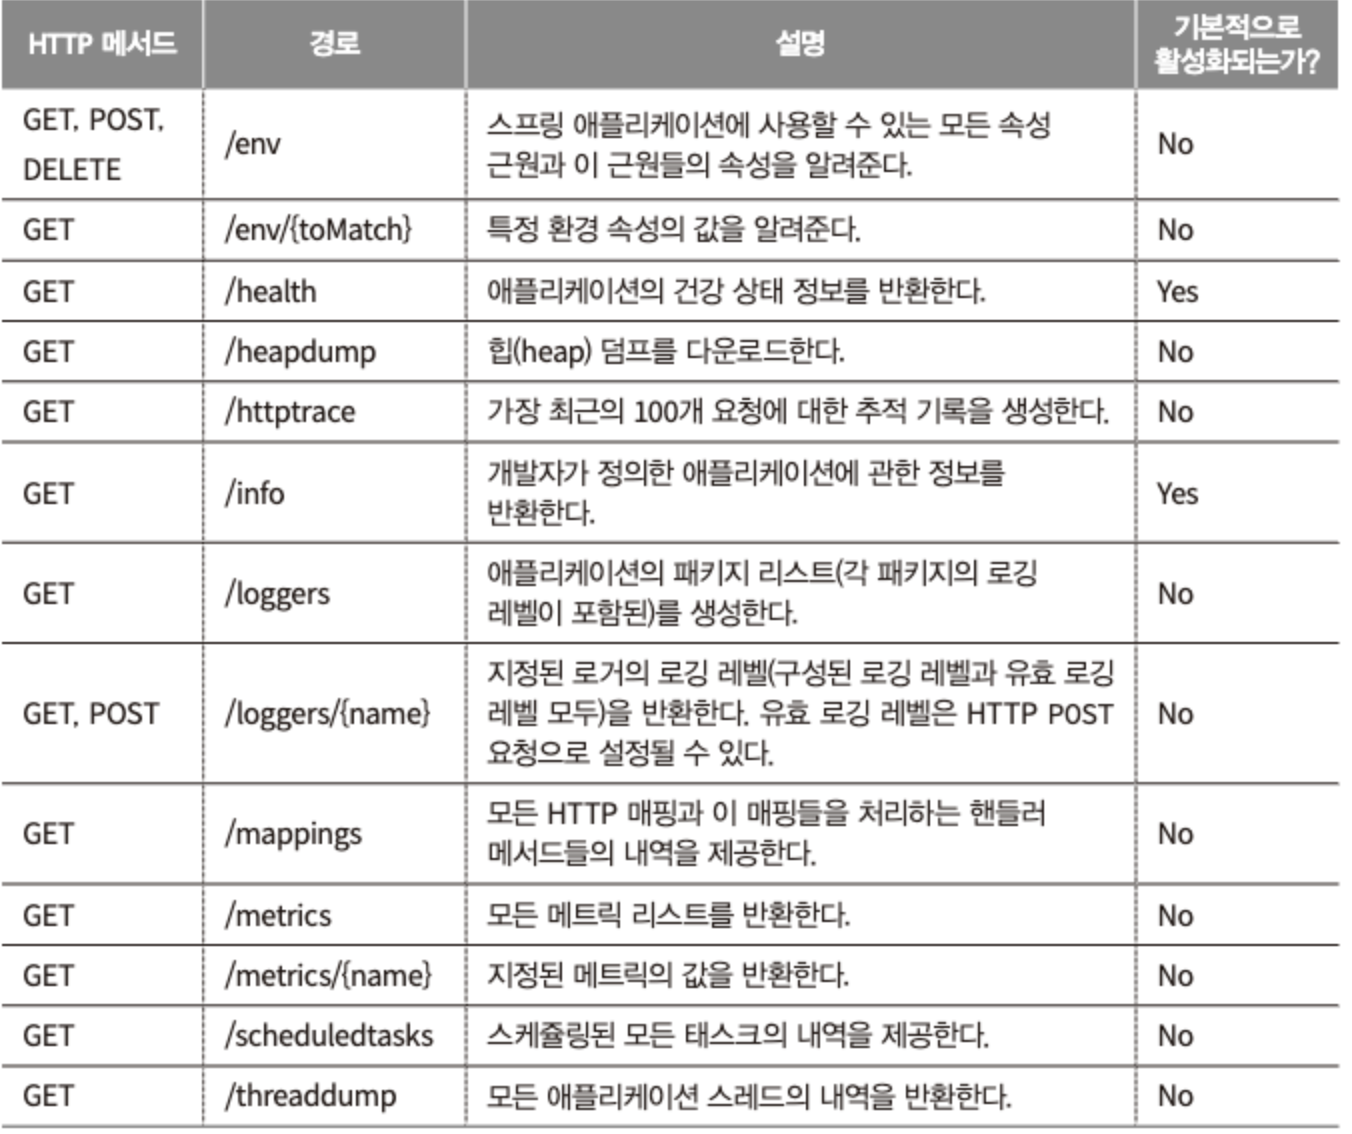 HTTP 메서드 경로 설명 기본적으로
활성화되는가?
GET, POST,
DELETE
/env
스프링 애플리케이션에 사용할 수 있는 모든 속성
근원과 이 근원들의 속성을 알려준다.
No
GET /env/{toMatch} 특정 환경 속성의 값을 알려준다. No
GET /health 애플리케이션의 건강 상태 정보를 반환한다. Yes
GET /heapdump 힙(heap) 덤프를 다운로드한다. No
GET /httptrace 가장 최근의 100개 요청에 대한 추적 기록을 생성한다. No
GET /info
개발자가 정의한 애플리케이션에 관한 정보를
반환한다.
Yes
GET /loggers
애플리케이션의 패키지 리스트(각 패키지의 로깅
레벨이 포함된)를 생성한다.
No
GET, POST /loggers/{name}
지정된 로거의 로깅 레벨(구성된 로깅 레벨과 유효 로깅
레벨 모두)을 반환한다. 유효 로깅 레벨은 HTTP POST
요청으로 설정될 수 있다.
No
GET /mappings
모든 HTTP 매핑과 이 매핑들을 처리하는 핸들러
메서드들의 내역을 제공한다.
No
GET /metrics 모든 메트릭 리스트를 반환한다. No
GET /metrics/{name} 지정된 메트릭의 값을 반환한다. No
GET /scheduledtasks 스케쥴링된 모든 태스크의 내역을 제공한다. No
GET /threaddump 모든 애플리케이션 스레드의 내역을 반환한다. No